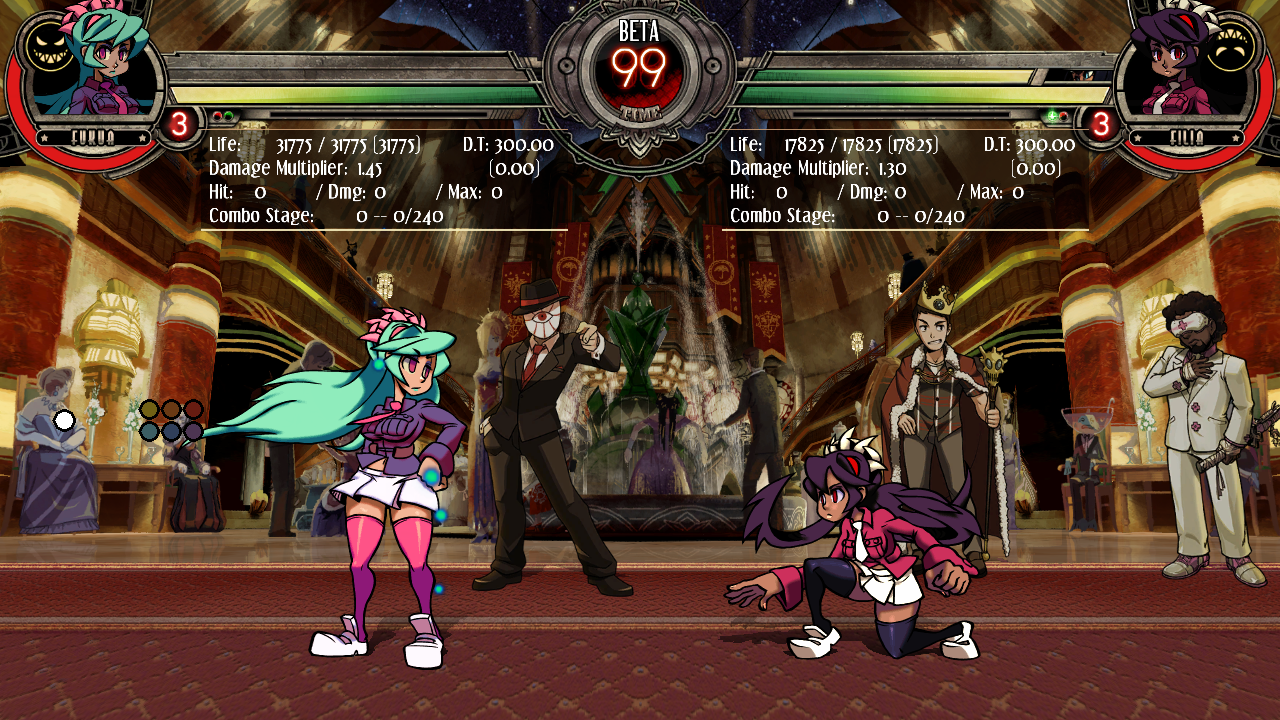 BETA
99
TIME
FUKUA
3
3
FILIA
Life: 31775 / 31775 [31775] D.T: 300.00
Damage Multiplier: 1.45 [0.00]
Hit: 0 / Dmg: 0 / Max: 0
Combo Stage: 0 -- 0/240
Life: 17825 / 17825 [17825] D.T: 300.00
Damage Multiplier: 1.30 [0.00]
Hit: 0 / Dmg: 0 / Max: 0
Combo Stage: 0 -- 0/240